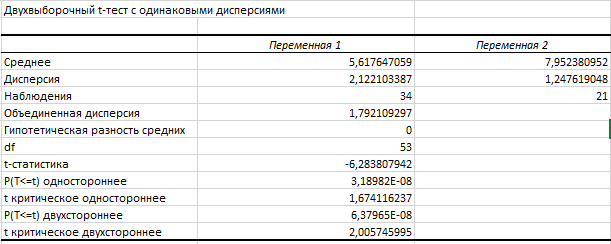 Двухвыборочный t-тест с одинаковыми дисперсиями
Переменная 1 Переменная 2
Среднее 5,617647059 7,952380952
Дисперсия 2,122103387 1,247619048
Наблюдения 34 21
Объединенная дисперсия 1,792109297
Гипотетическая разность средних 0
df 53
t-статистика -6,283807942
P(T<=t) одностороннее 3,18982E-08
t критическое одностороннее 1,674116237
P(T<=t) двухстороннее 6,37965E-08
t критическое двухстороннее 2,005745995